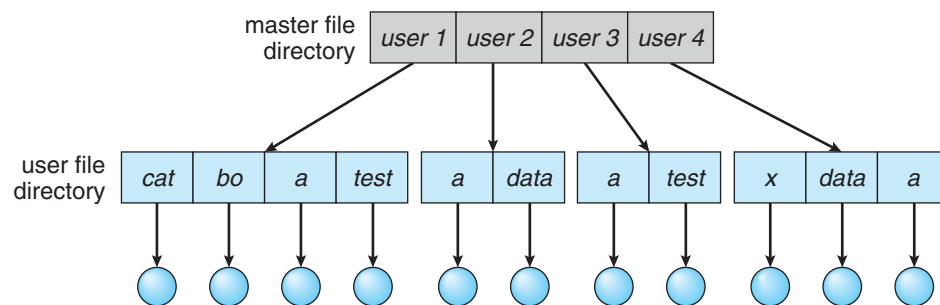 master file
directory
user 1 user 2 user 3 user 4
user file
directory
cat bo a test a data a test x data a